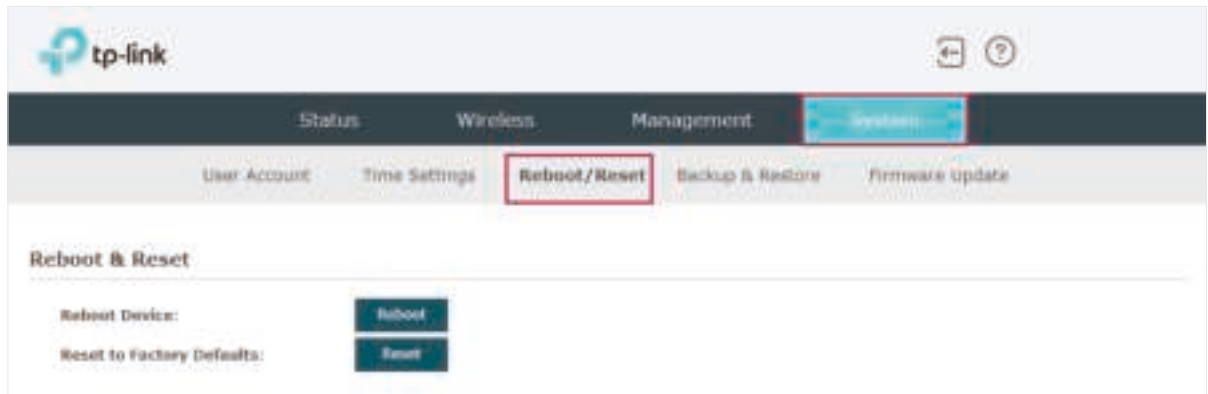 tp-link
Status Wireless Management System
User Account Time Settings Reboot/Reset Backup & Restore Firmware Update
Reboot & Reset
Reboot Device: Reboot
Reset to Factory Defaults: Reset